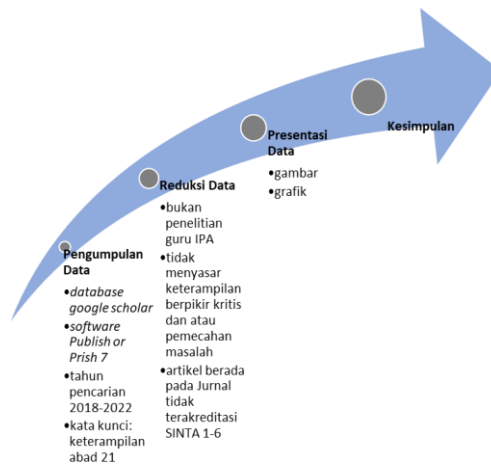 Pengumpulan
Data
•database
google scholar
•software
Publish or
Prish 7
•tahun
pencarian
2018-2022
•kata kunci:
keterampilan
abad 21
Reduksi Data
•bukan
penelitian
guru IPA
•tidak
menyasar
keterampilan
berpikir kritis
dan atau
pemecahan
masalah
•artikel berada
pada Jurnal
tidak
terakreditasi
SINTA 1-6
Presentasi
Data
•gambar
•grafik
Kesimpulan